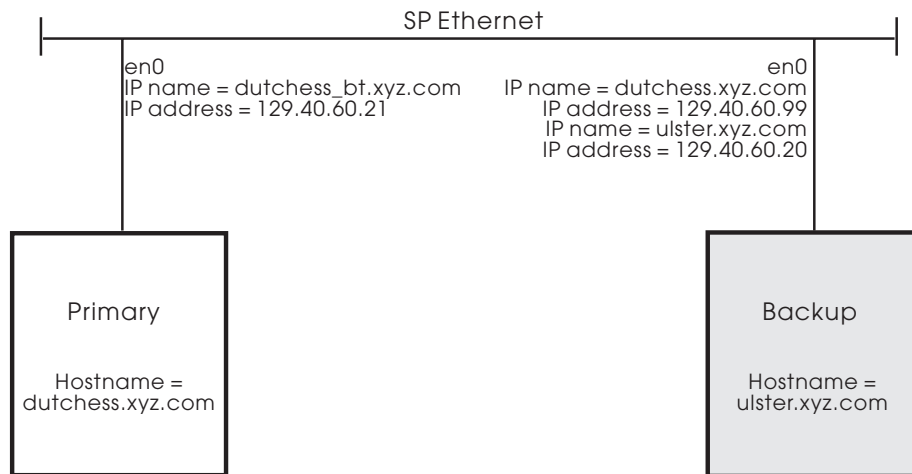 SP Ethernet
en0
IP name = dutchess_bt.xyz.com
IP address = 129.40.60.21
en0
IP name = dutchess.xyz.com
IP address = 129.40.60.99
IP name = ulster.xyz.com
IP address = 129.40.60.20
Primary
Hostname =
dutchess.xyz.com
Backup
Hostname =
ulster.xyz.com